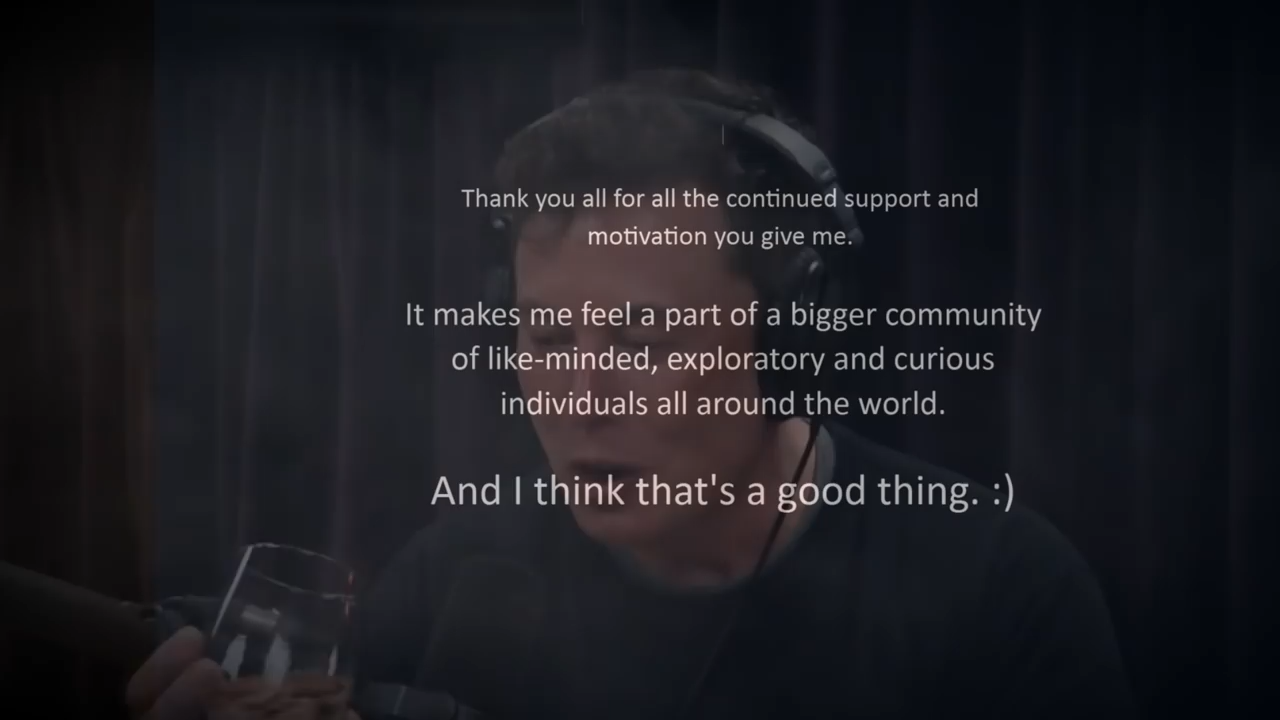 Thank you all for all the continued support and
motivation you give me.
It makes me feel a part of a bigger community
of like-minded, exploratory and curious
individuals all around the world.
And I think that's a good thing. :)